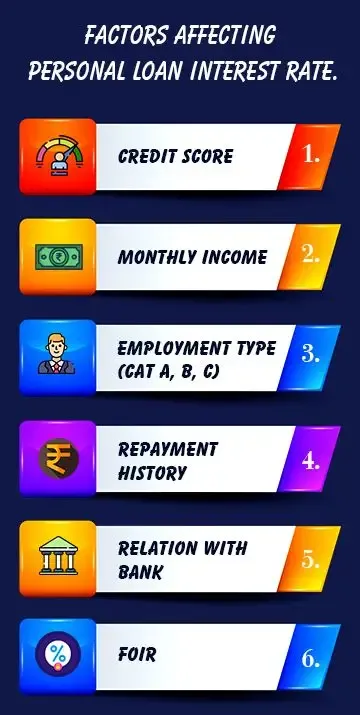 FACTORS AFFECTING
PERSONAL LOAN INTEREST RATE.
CREDIT SCORE
1.
MONTHLY INCOME
2.
EMPLOYMENT TYPE
(CAT A, B, C)
3.
REPAYMENT
HISTORY
4.
RELATION WITH
BANK
5.
FOIR
6.